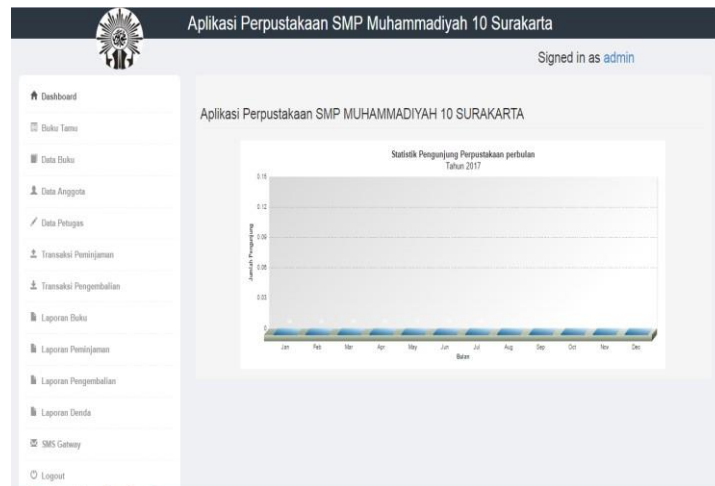 Aplikasi Perpustakaan SMP Muhammadiyah 10 Surakarta
Signed in as admin
Dashboard
Buku Tamu
Data Buku
Data Anggota
Data Petugas
Transaksi Peminjaman
Transaksi Pengembalian
Laporan Buku
Laporan Peminjaman
Laporan Pengembalian
Laporan Denda
SMS Gatway
Logout
Aplikasi Perpustakaan SMP MUHAMMADIYAH 10 SURAKARTA
Statistik Pengunjung Perpustakaan perbulan
Tahun 2017
Jumlah Pengunjung
0.15
0.12
0.09
0.06
0.03
0
Jan Feb Mar Apr May Jun Jul Aug Sep Oct Nov Dec
Bulan